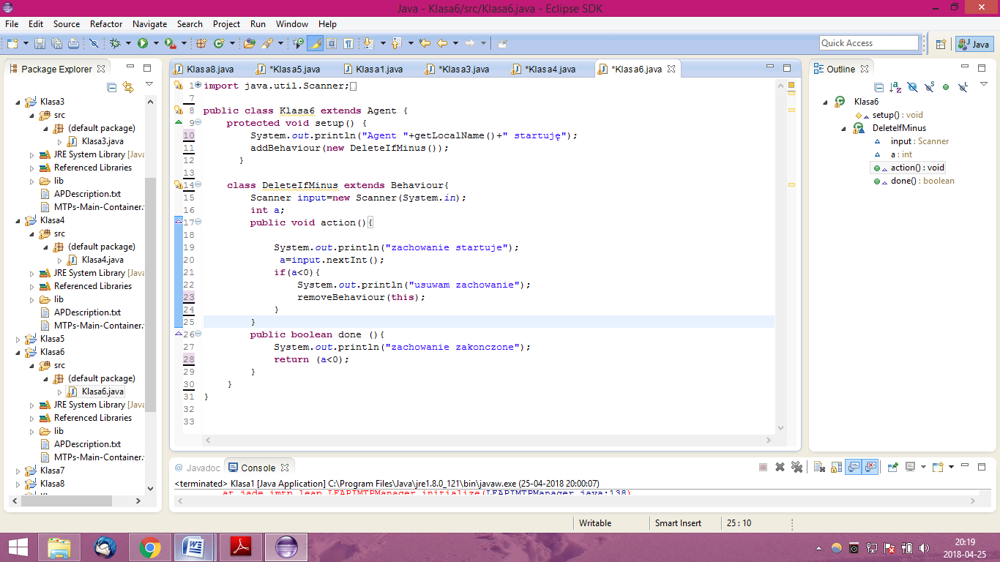 Java - Klasa6/src/Klasa6.java - Eclipse SDK
File Edit Source Refactor Navigate Search Project Run Window Help
Quick Access
Java
Package Explorer
Klasa3
src
(default package)
Klasa3.java
JRE System Library [Java
Referenced Libraries
lib
APDescription.txt
MTPs-Main-Container.
Klasa4
src
(default package)
Klasa4.java
JRE System Library [Java
Referenced Libraries
lib
APDescription.txt
MTPs-Main-Container.
Klasa5
Klasa6
src
(default package)
Klasa6.java
JRE System Library [Java
Referenced Libraries
lib
APDescription.txt
MTPs-Main-Container.
Klasa7
Klasa8
Klasa8.java *Klasa5.java Klasa1.java *Klasa3.java *Klasa4.java *Klasa6.java
1 import java.util.Scanner;
7
8 public class Klasa6 extends Agent {
9 protected void setup() {
10 System.out.println("Agent "+getLocalName()+" startuję");
11 addBehaviour(new DeleteIfMinus());
12 }
13
14 class DeleteIfMinus extends Behaviour{
15 Scanner input=new Scanner(System.in);
16 int a;
17 public void action(){
18
19 System.out.println("zachowanie startuje");
20 a=input.nextInt();
21 if(a<0){
22 System.out.println("usuwam zachowanie");
23 removeBehaviour(this);
24 }
25 }
26 public boolean done (){
27 System.out.println("zachowanie zakonczone");
28 return (a<0);
29 }
30 }
31 }
32
33
Outline
Klasa6
setup() : void
DeleteIfMinus
input : Scanner
a : int
action() : void
done() : boolean
@ Javadoc Console
<terminated> Klasa1 [Java Application] C:\Program Files\Java\jre1.8.0_121\bin\javaw.exe (25-04-2018 20:00:07)
at jade.imtp.leap.LEAPIMTPManager.initialize(LEAPIMTPManager.java:138)
Writable Smart Insert 25 : 10
20:19
2018-04-25